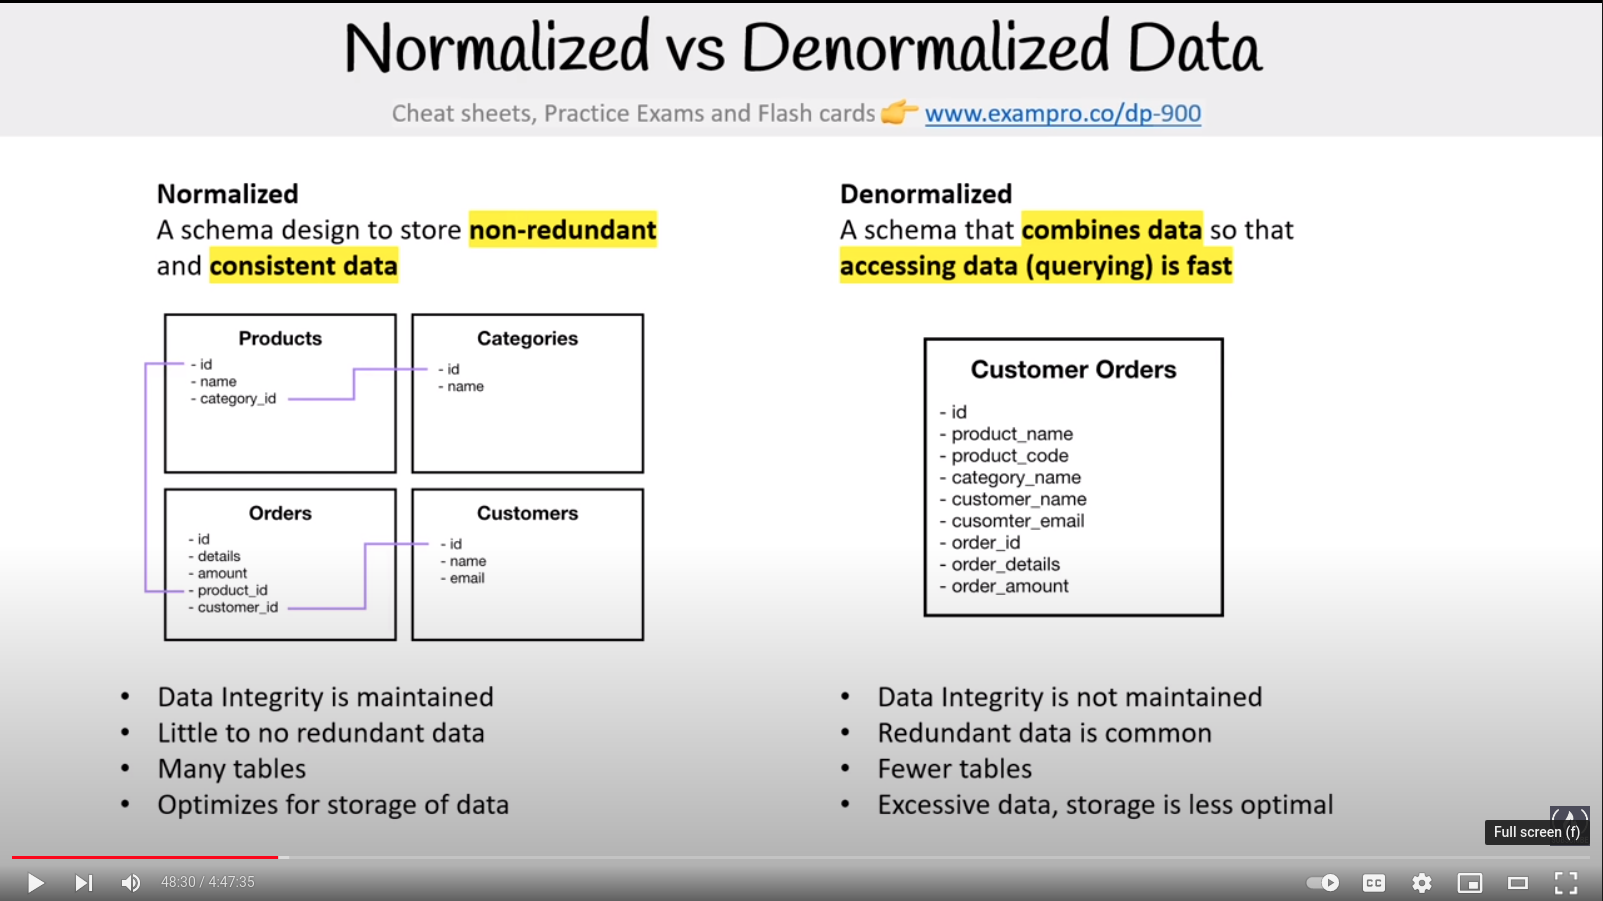 Normalized vs Denormalized Data
Cheat sheets, Practice Exams and Flash cards 👉 www.exampro.co/dp-900
Normalized
A schema design to store non-redundant
and consistent data
Products
- id
- name
- category_id
Categories
- id
- name
Orders
- id
- details
- amount
- product_id
- customer_id
Customers
- id
- name
- email
• Data Integrity is maintained
• Little to no redundant data
• Many tables
• Optimizes for storage of data
Denormalized
A schema that combines data so that
accessing data (querying) is fast
Customer Orders
- id
- product_name
- product_code
- category_name
- customer_name
- cusomter_email
- order_id
- order_details
- order_amount
• Data Integrity is not maintained
• Redundant data is common
• Fewer tables
• Excessive data, storage is less optimal
Full screen (f)
48:30 / 4:47:35
CC